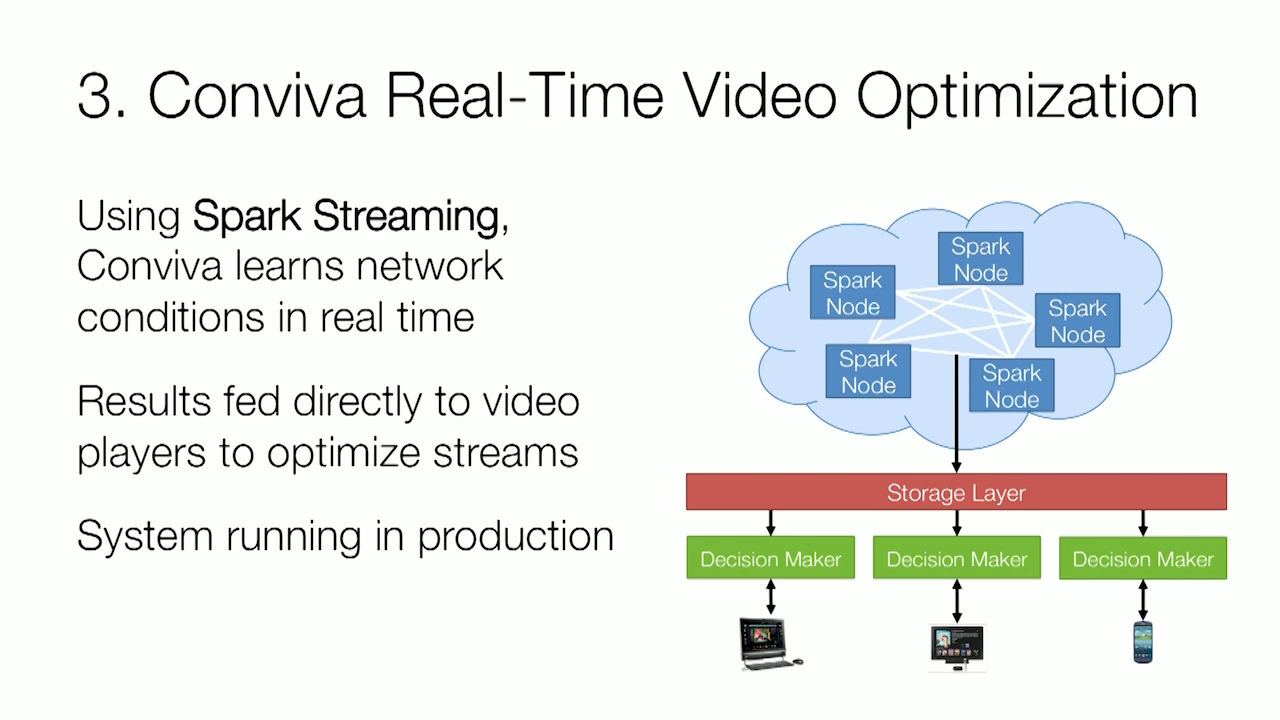 3. Conviva Real-Time Video Optimization
Using Spark Streaming,
Conviva learns network
conditions in real time
Results fed directly to video
players to optimize streams
System running in production
Spark
Node
Spark
Node
Spark
Node
Spark
Node
Spark
Node
Storage Layer
Decision Maker
Decision Maker
Decision Maker